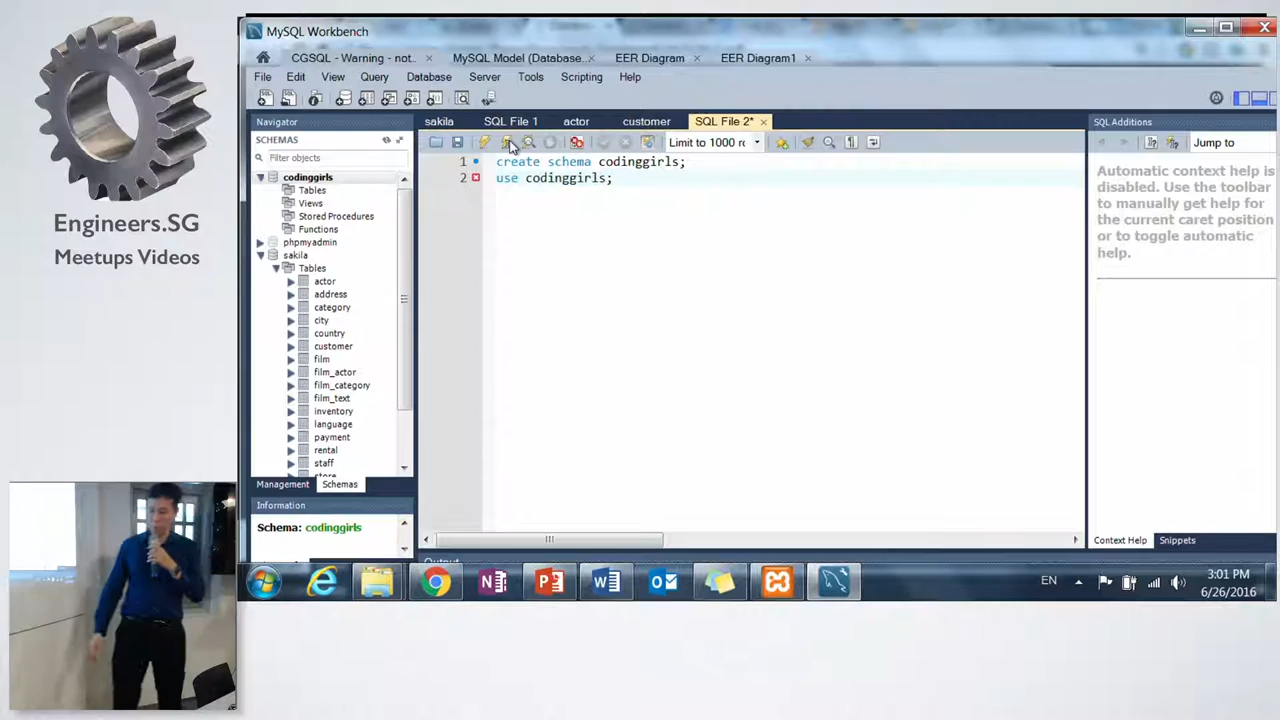 MySQL Workbench
CGSQL - Warning - not... MySQL Model (Database... EER Diagram EER Diagram1
File Edit View Query Database Server Tools Scripting Help
Navigator
SCHEMAS
Filter objects
codinggirls
Tables
Views
Stored Procedures
Functions
phpmyadmin
sakila
Tables
actor
address
category
city
country
customer
film
film_actor
film_category
film_text
inventory
language
payment
rental
staff
store
Management Schemas
Information
Schema: codinggirls
sakila SQL File 1 actor customer SQL File 2*
Limit to 1000 rc
1 create schema codinggirls;
2 use codinggirls;
Output
SQL Additions
Jump to
Automatic context help is
disabled. Use the toolbar
to manually get help for
the current caret position
or to toggle automatic
help.
Context Help Snippets
EN
3:01 PM
6/26/2016
Engineers.SG
Meetups Videos